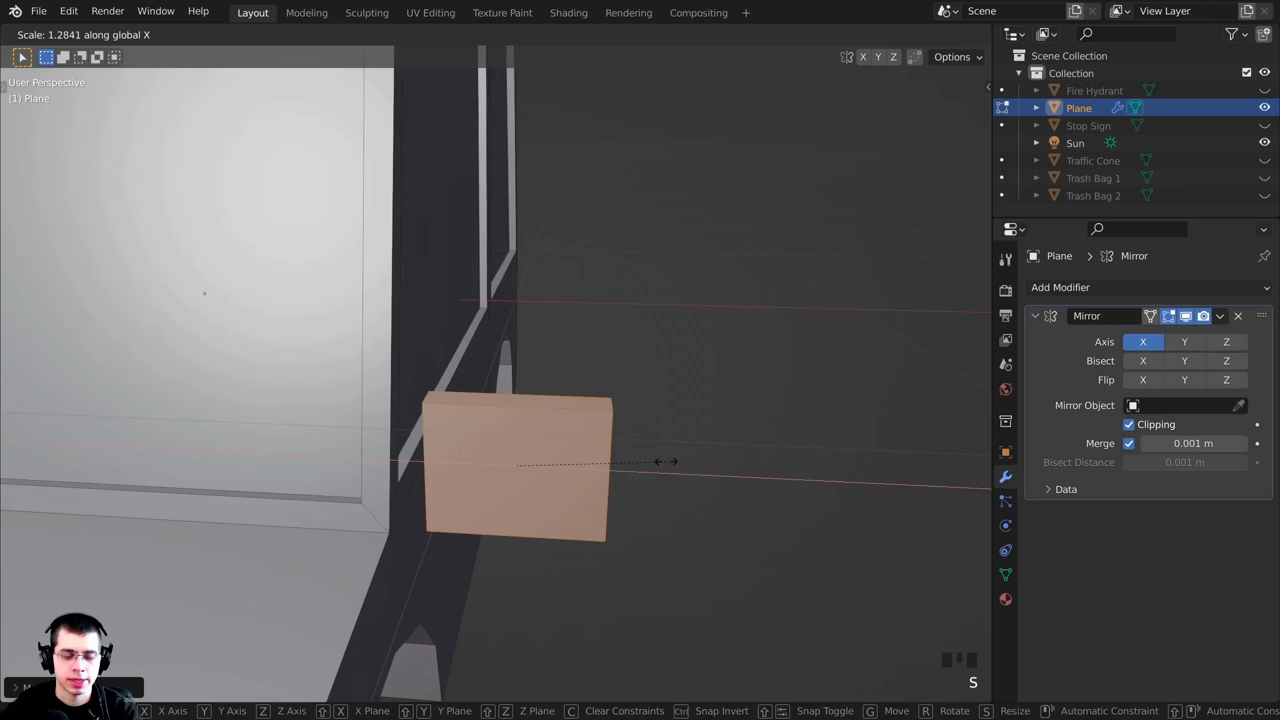 File Edit Render Window Help Layout Modeling Sculpting UV Editing Texture Paint Shading Rendering Compositing + Scene View Layer
Scale: 1.2841 along global X
X Y Z Options
User Perspective
(1) Plane
Scene Collection
Collection
Fire Hydrant
Plane
Stop Sign
Sun
Traffic Cone
Trash Bag 1
Trash Bag 2
Plane > Mirror
Add Modifier
Mirror
Axis X Y Z
Bisect X Y Z
Flip X Y Z
Mirror Object
Clipping
Merge 0.001 m
Bisect Distance 0.001 m
Data
S
X X Axis Y Y Axis Z Z Axis X X Plane Y Y Plane Z Z Plane C Clear Constraints Ctrl Snap Invert Snap Toggle G Move R Rotate S Resize Automatic Constraint Automatic Cons